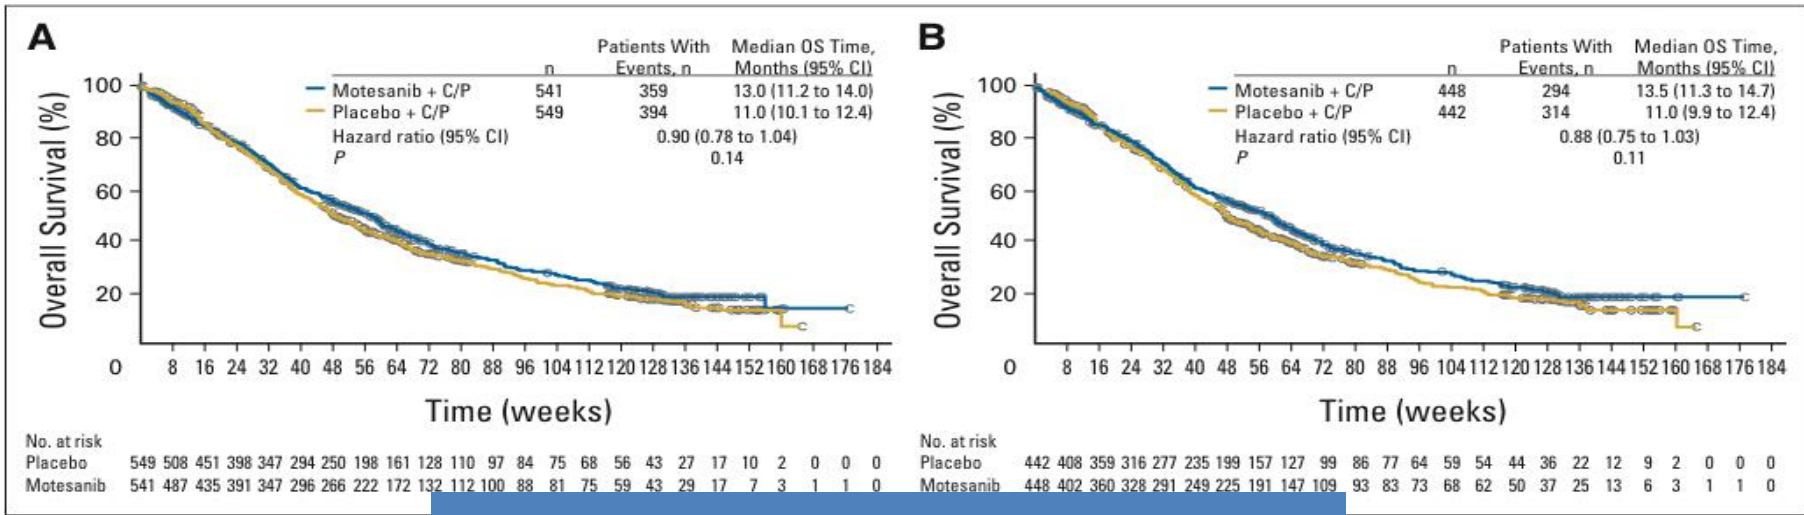 A
Patients With Median OS Time,
n Events, n Months (95% CI)
Motesanib + C/P 541 359 13.0 (11.2 to 14.0)
Placebo + C/P 549 394 11.0 (10.1 to 12.4)
Hazard ratio (95% CI) 0.90 (0.78 to 1.04)
P 0.14
Overall Survival (%)
100
80
60
40
20
0 8 16 24 32 40 48 56 64 72 80 88 96 104 112 120 128 136 144 152 160 168 176 184
Time (weeks)
No. at risk
Placebo 549 508 451 398 347 294 250 198 161 128 110 97 84 75 68 56 43 27 17 10 2 0 0 0
Motesanib 541 487 435 391 347 296 266 222 172 132 112 100 88 81 75 59 43 29 17 7 3 1 1 0
B
Patients With Median OS Time,
n Events, n Months (95% CI)
Motesanib + C/P 448 294 13.5 (11.3 to 14.7)
Placebo + C/P 442 314 11.0 (9.9 to 12.4)
Hazard ratio (95% CI) 0.88 (0.75 to 1.03)
P 0.11
Overall Survival (%)
100
80
60
40
20
0 8 16 24 32 40 48 56 64 72 80 88 96 104 112 120 128 136 144 152 160 168 176 184
Time (weeks)
No. at risk
Placebo 442 408 359 316 277 235 199 157 127 99 86 77 64 59 54 44 36 22 12 9 2 0 0 0
Motesanib 448 402 360 328 291 249 225 191 147 109 93 83 73 68 62 50 37 25 13 6 3 1 1 0